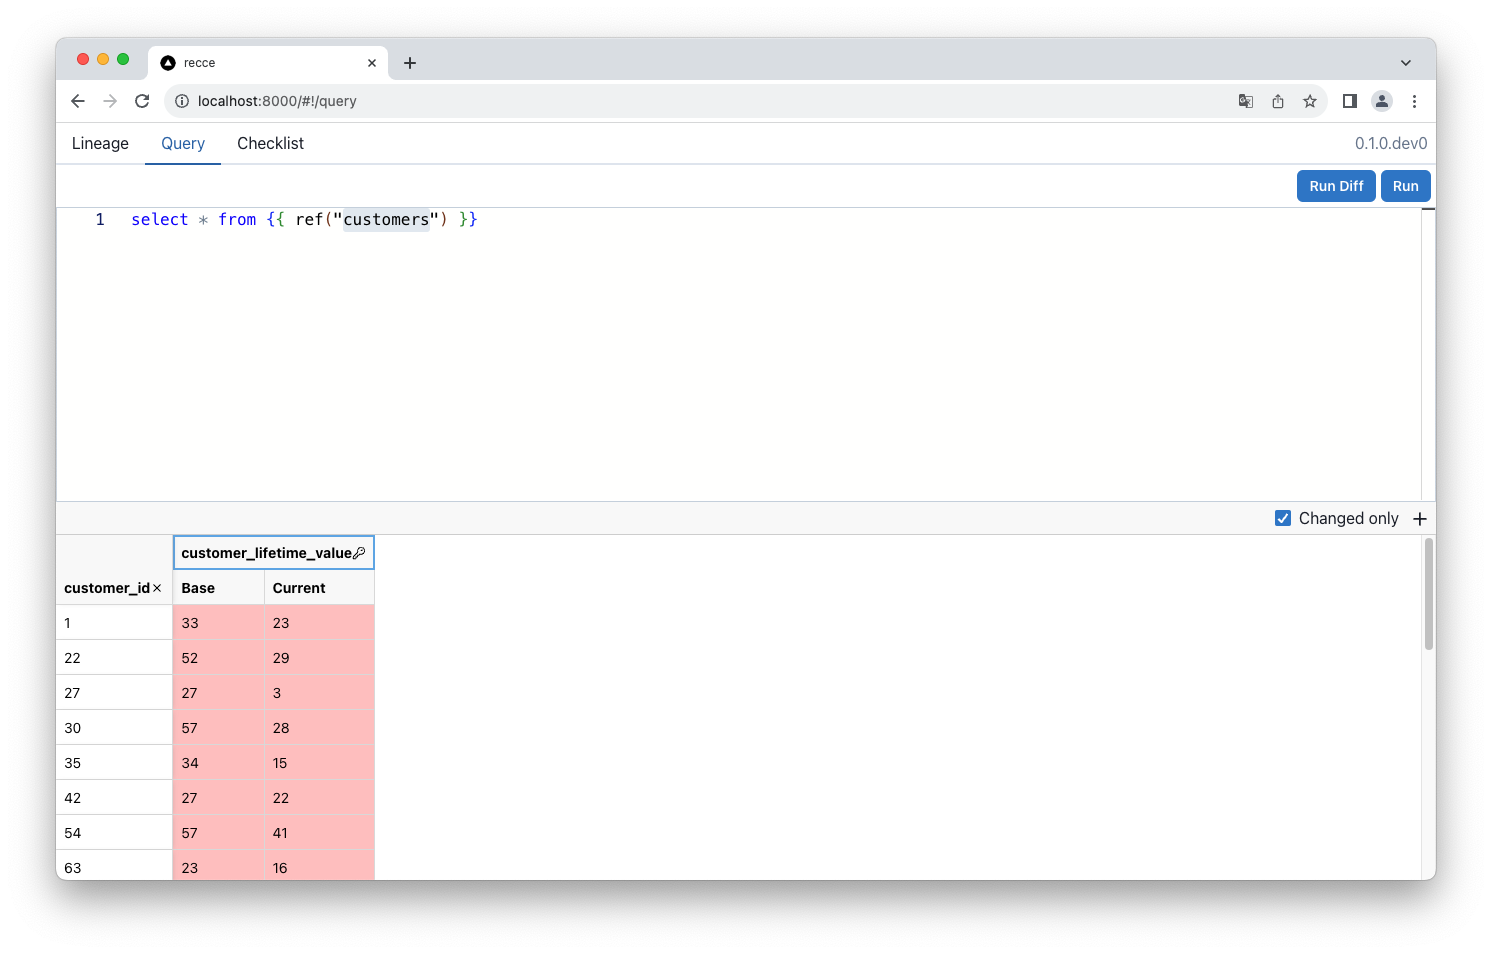 recce
localhost:8000/#!/query
Lineage Query Checklist 0.1.0.dev0
Run Diff Run
1 select * from {{ ref("customers") }}
Changed only
customer_lifetime_value
customer_id Base Current
1 33 23
22 52 29
27 27 3
30 57 28
35 34 15
42 27 22
54 57 41
63 23 16